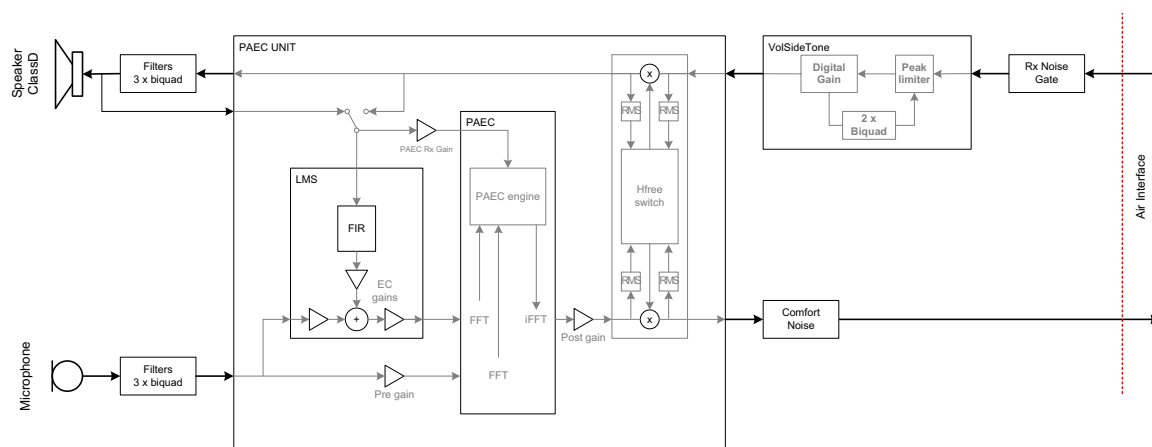 Speaker
ClassD
Filters
3 x biquad
PAEC UNIT
VolSideTone
Digital
Gain
Peak
limiter
2 x
Biquad
Rx Noise
Gate
Air Interface
PAEC Rx Gain
PAEC
PAEC engine
RMS
RMS
Hfree
switch
LMS
FIR
EC
gains
+
FFT
iFFT
FFT
Post gain
RMS
RMS
x
x
Comfort
Noise
Microphone
Filters
3 x biquad
Pre gain